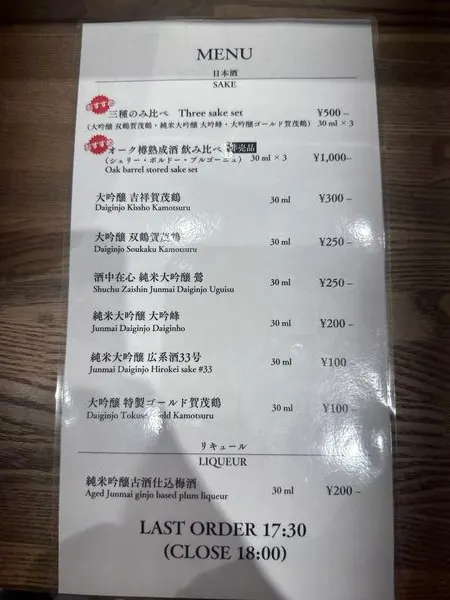 MENU
日本酒
SAKE
おすすめ
三種のみ比べ Three sake set ¥500–
(大吟醸 双鶴賀茂鶴・純米大吟醸 大吟峰・大吟醸ゴールド賀茂鶴) 30 ml × 3
おすすめ
オーク樽熟成酒 飲み比べ 非売品
(シェリー・ボルドー・ブルゴーニュ) 30 ml × 3 ¥1,000–
Oak barrel stored sake set
大吟醸 吉祥賀茂鶴 30 ml ¥300 –
Daiginjo Kissho Kamotsuru
大吟醸 双鶴賀茂鶴 30 ml ¥250 –
Daiginjo Soukaku Kamotsuru
酒中在心 純米大吟醸 鶯 30 ml ¥250 –
Shuchu Zaishin Junmai Daiginjo Uguisu
純米大吟醸 大吟峰 30 ml ¥200 –
Junmai Daiginjo Daiginho
純米大吟醸 広系酒33号 30 ml ¥100 –
Junmai Daiginjo Hirokei sake #33
大吟醸 特製ゴールド賀茂鶴 30 ml ¥100 –
Daiginjo Kamotsuru
リキュール
LIQUEUR
純米吟醸古酒仕込梅酒 30 ml ¥200 –
Aged Junmai ginjo based plum liqueur
LAST ORDER 17:30
(CLOSE 18:00)